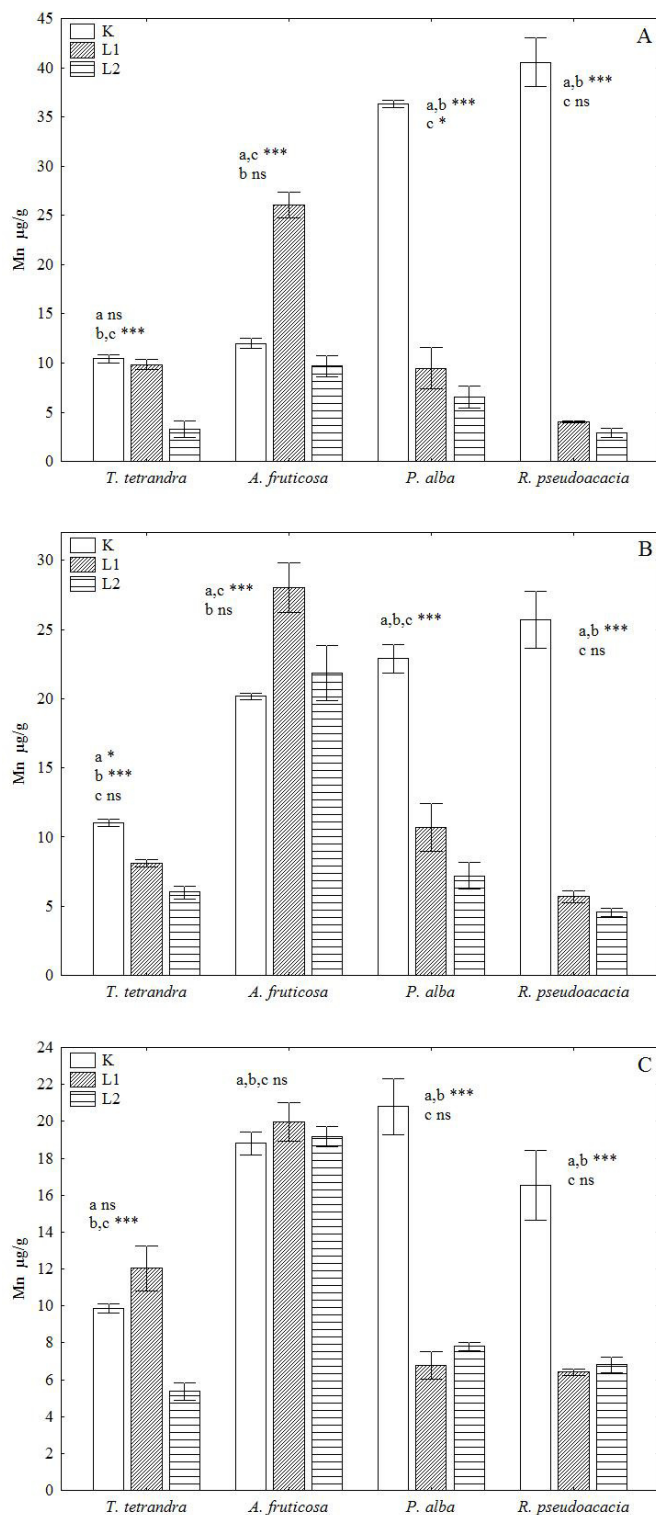 A
K
L1
L2
45
40
35
30
25
20
15
10
5
0
Mn µg/g
a ns
b,c ***
a,c ***
b ns
a,b ***
c *
a,b ***
c ns
T. tetrandra
A. fruticosa
P. alba
R. pseudoacacia
B
K
L1
L2
30
25
20
15
10
5
0
Mn µg/g
a *
b ***
c ns
a,c ***
b ns
a,b,c ***
a,b ***
c ns
T. tetrandra
A. fruticosa
P. alba
R. pseudoacacia
C
K
L1
L2
24
22
20
18
16
14
12
10
8
6
4
2
0
Mn µg/g
a ns
b,c ***
a,b,c ns
a,b ***
c ns
a,b ***
c ns
T. tetrandra
A. fruticosa
P. alba
R. pseudoacacia